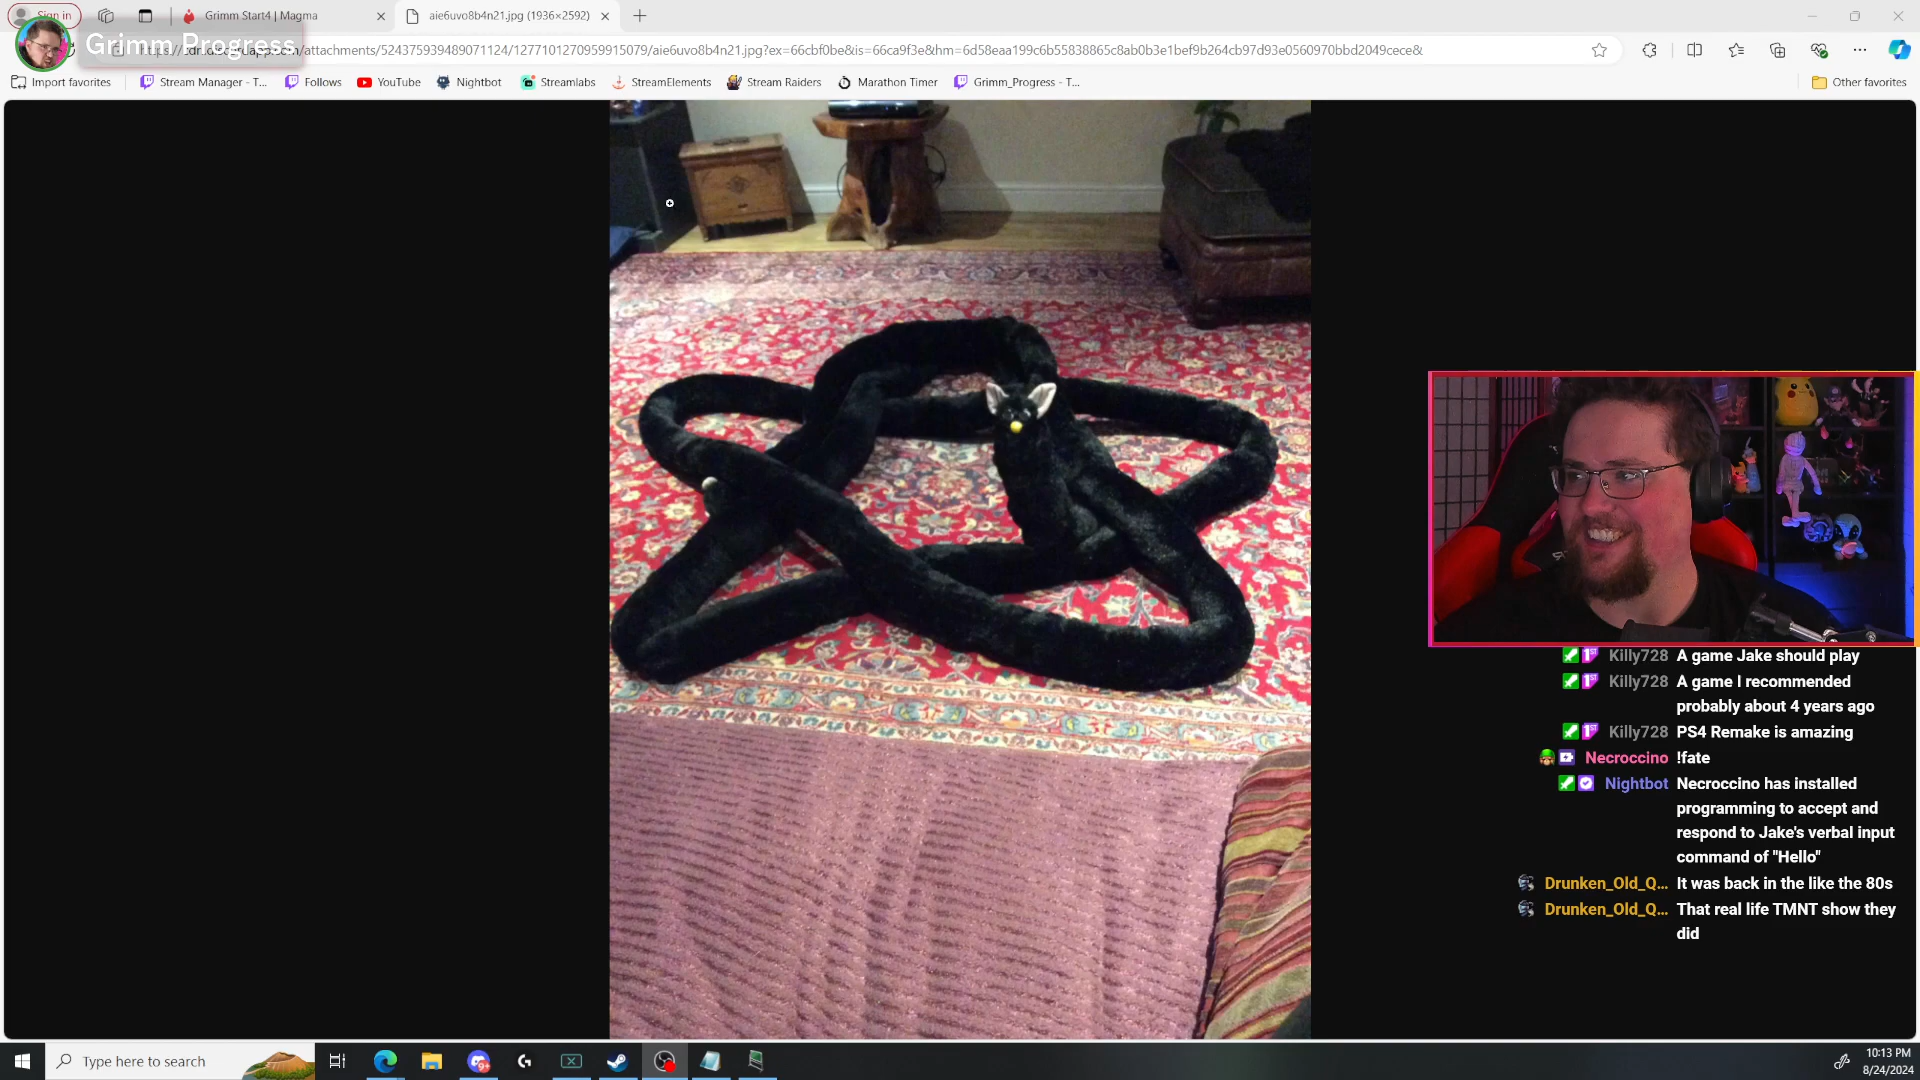 Sign in
Grimm Start4 | Magma
aie6uvo8b4n21.jpg (1936×2592)
Grimm Progress
/attachments/524375939489071124/1277101270959915079/aie6uvo8b4n21.jpg?ex=66cbf0be&is=66ca9f3e&hm=6d58eaa199c6b55838865c8ab0b3e1bef9b264cb97d93e0560970bbd2049cece&
Import favorites
Stream Manager - T...
Follows
YouTube
Nightbot
Streamlabs
StreamElements
Stream Raiders
Marathon Timer
Grimm_Progress - T...
Other favorites
Killy728 A game Jake should play
Killy728 A game I recommended
probably about 4 years ago
Killy728 PS4 Remake is amazing
Necroccino !fate
Nightbot Necroccino has installed
programming to accept and
respond to Jake's verbal input
command of "Hello"
Drunken_Old_Q... It was back in the like the 80s
Drunken_Old_Q... That real life TMNT show they
did
Type here to search
9+
10:13 PM
8/24/2024